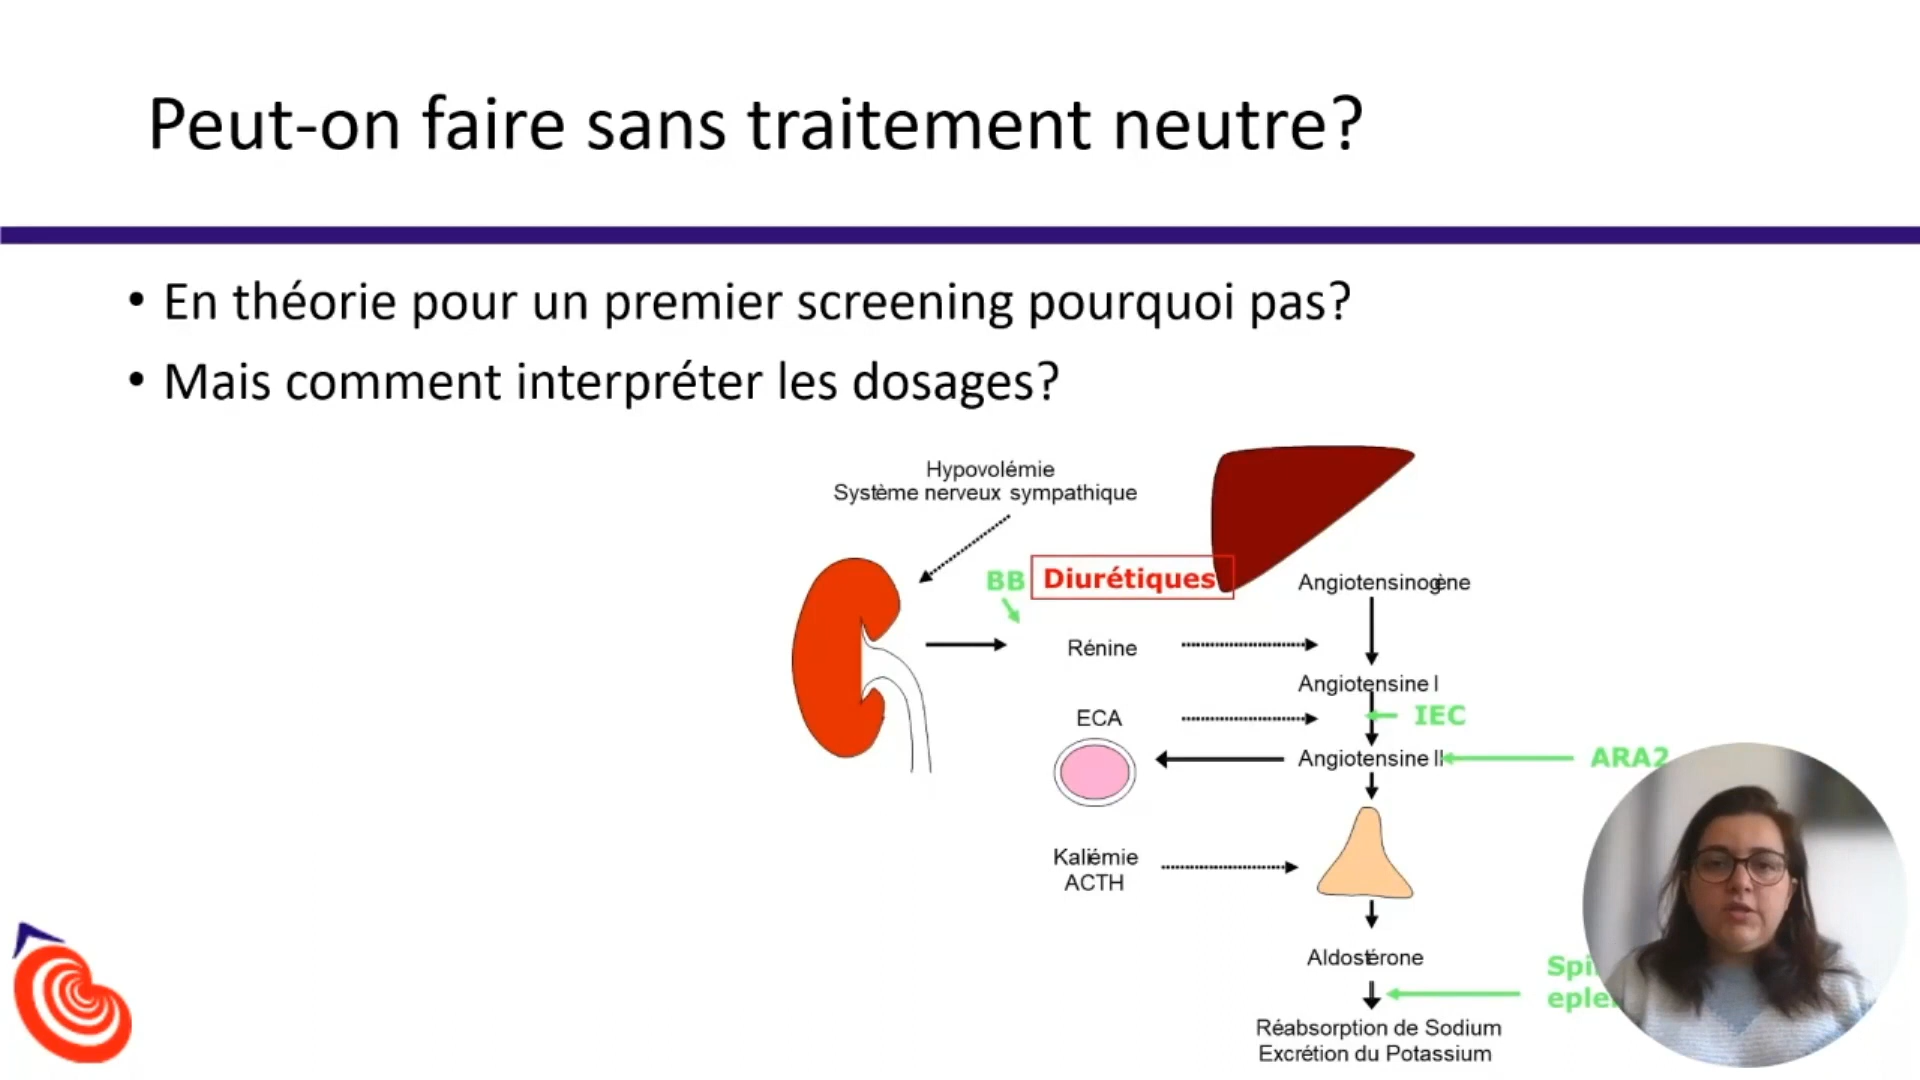 Peut-on faire sans traitement neutre?
• En théorie pour un premier screening pourquoi pas?
• Mais comment interpréter les dosages?
Hypovolémie
Système nerveux sympathique
BB
Diurétiques
Angiotensinogène
Rénine
Angiotensine I
ECA
IEC
Angiotensine II
ARA2
Kaliémie
ACTH
Aldostérone
Réabsorption de Sodium
Excrétion du Potassium